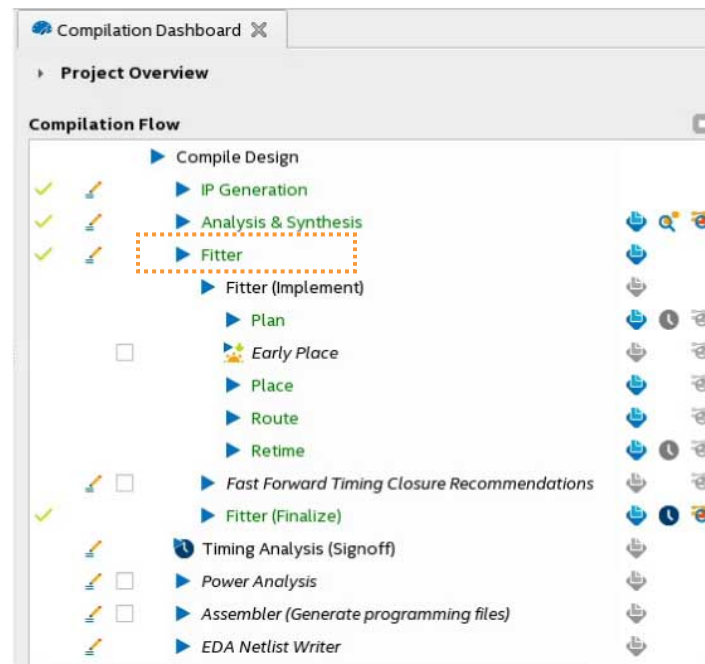 Compilation Dashboard
Project Overview
Compilation Flow
Compile Design
IP Generation
Analysis & Synthesis
Fitter
Fitter (Implement)
Plan
Early Place
Place
Route
Retime
Fast Forward Timing Closure Recommendations
Fitter (Finalize)
Timing Analysis (Signoff)
Power Analysis
Assembler (Generate programming files)
EDA Netlist Writer